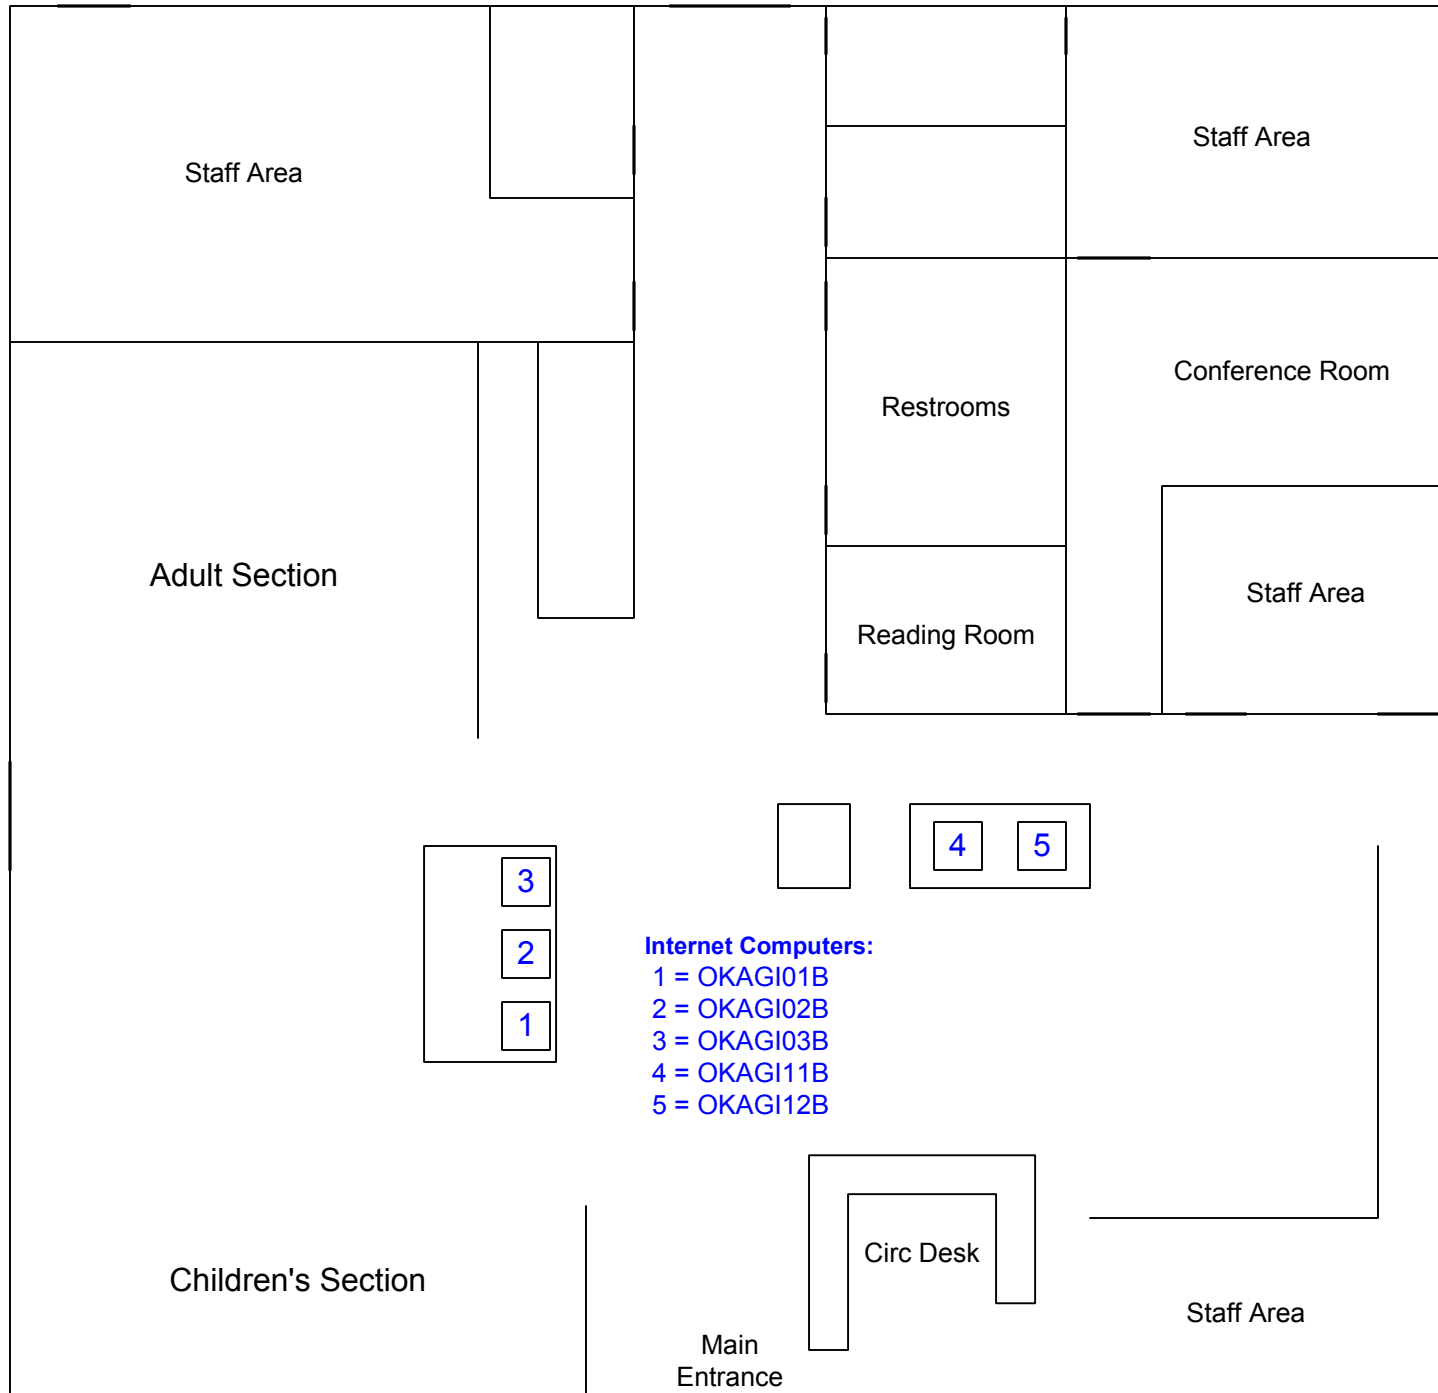 Staff Area
Staff Area
Conference Room
Restrooms
Adult Section
Staff Area
Reading Room
4
5
3
2
1
Internet Computers:
1 = OKAGI01B
2 = OKAGI02B
3 = OKAGI03B
4 = OKAGI11B
5 = OKAGI12B
Circ Desk
Children's Section
Staff Area
Main
Entrance